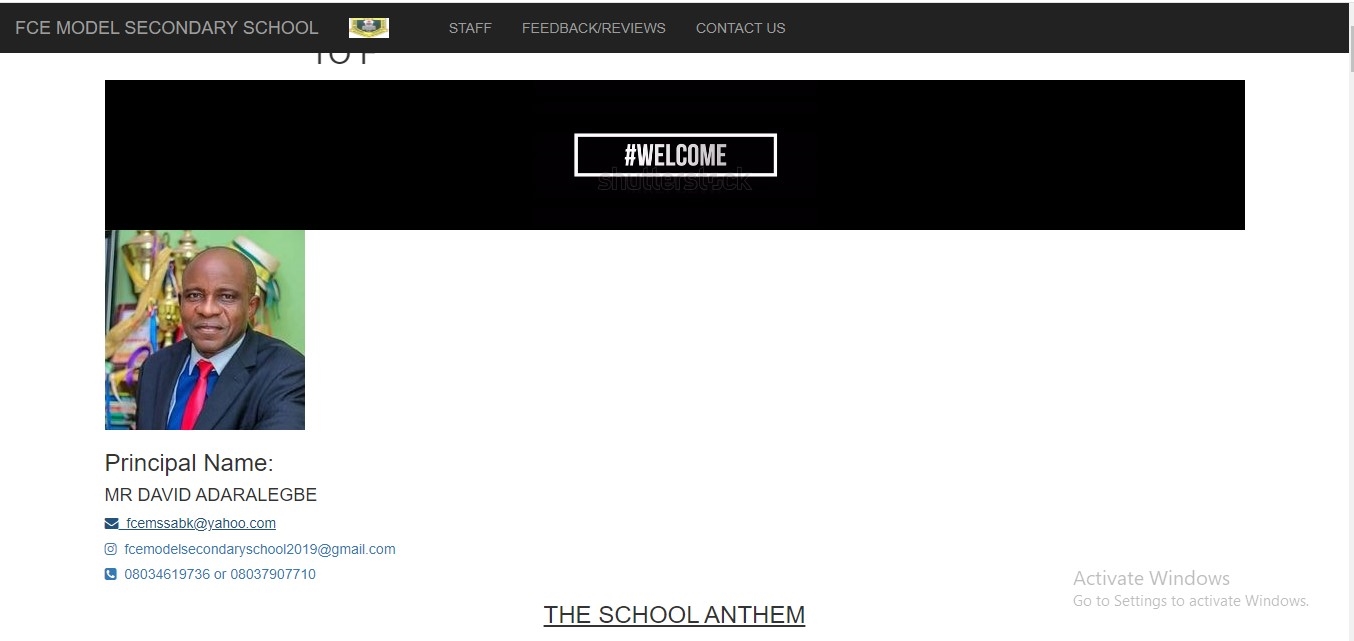 FCE MODEL SECONDARY SCHOOL STAFF FEEDBACK/REVIEWS CONTACT US
TO F
#WELCOME
shutterstock
Principal Name:
MR DAVID ADARALEGBE
fcemssabk@yahoo.com
fcemodelsecondaryschool2019@gmail.com
08034619736 or 08037907710
Activate Windows
Go to Settings to activate Windows.
THE SCHOOL ANTHEM